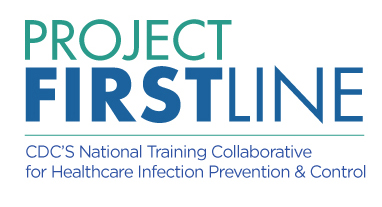 PROJECT
FIRSTLINE
CDC'S National Training Collaborative
for Healthcare Infection Prevention & Control